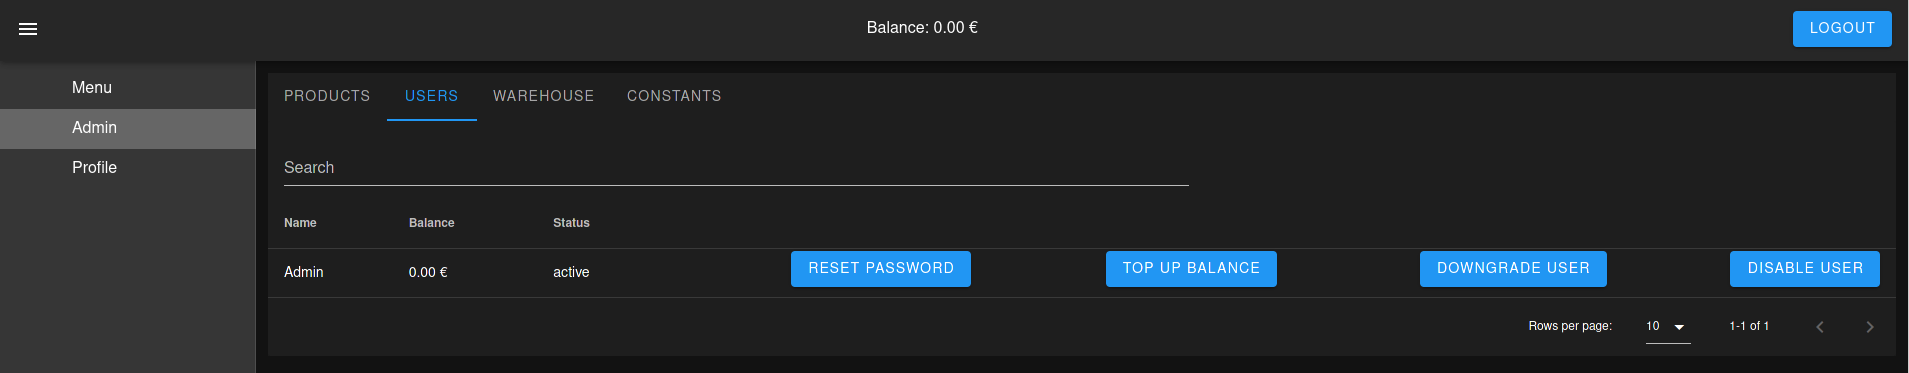 Balance: 0.00 €
LOGOUT
Menu
Admin
Profile
PRODUCTS USERS WAREHOUSE CONSTANTS
Search
Name Balance Status
Admin 0.00 € active RESET PASSWORD TOP UP BALANCE DOWNGRADE USER DISABLE USER
Rows per page: 10 1-1 of 1